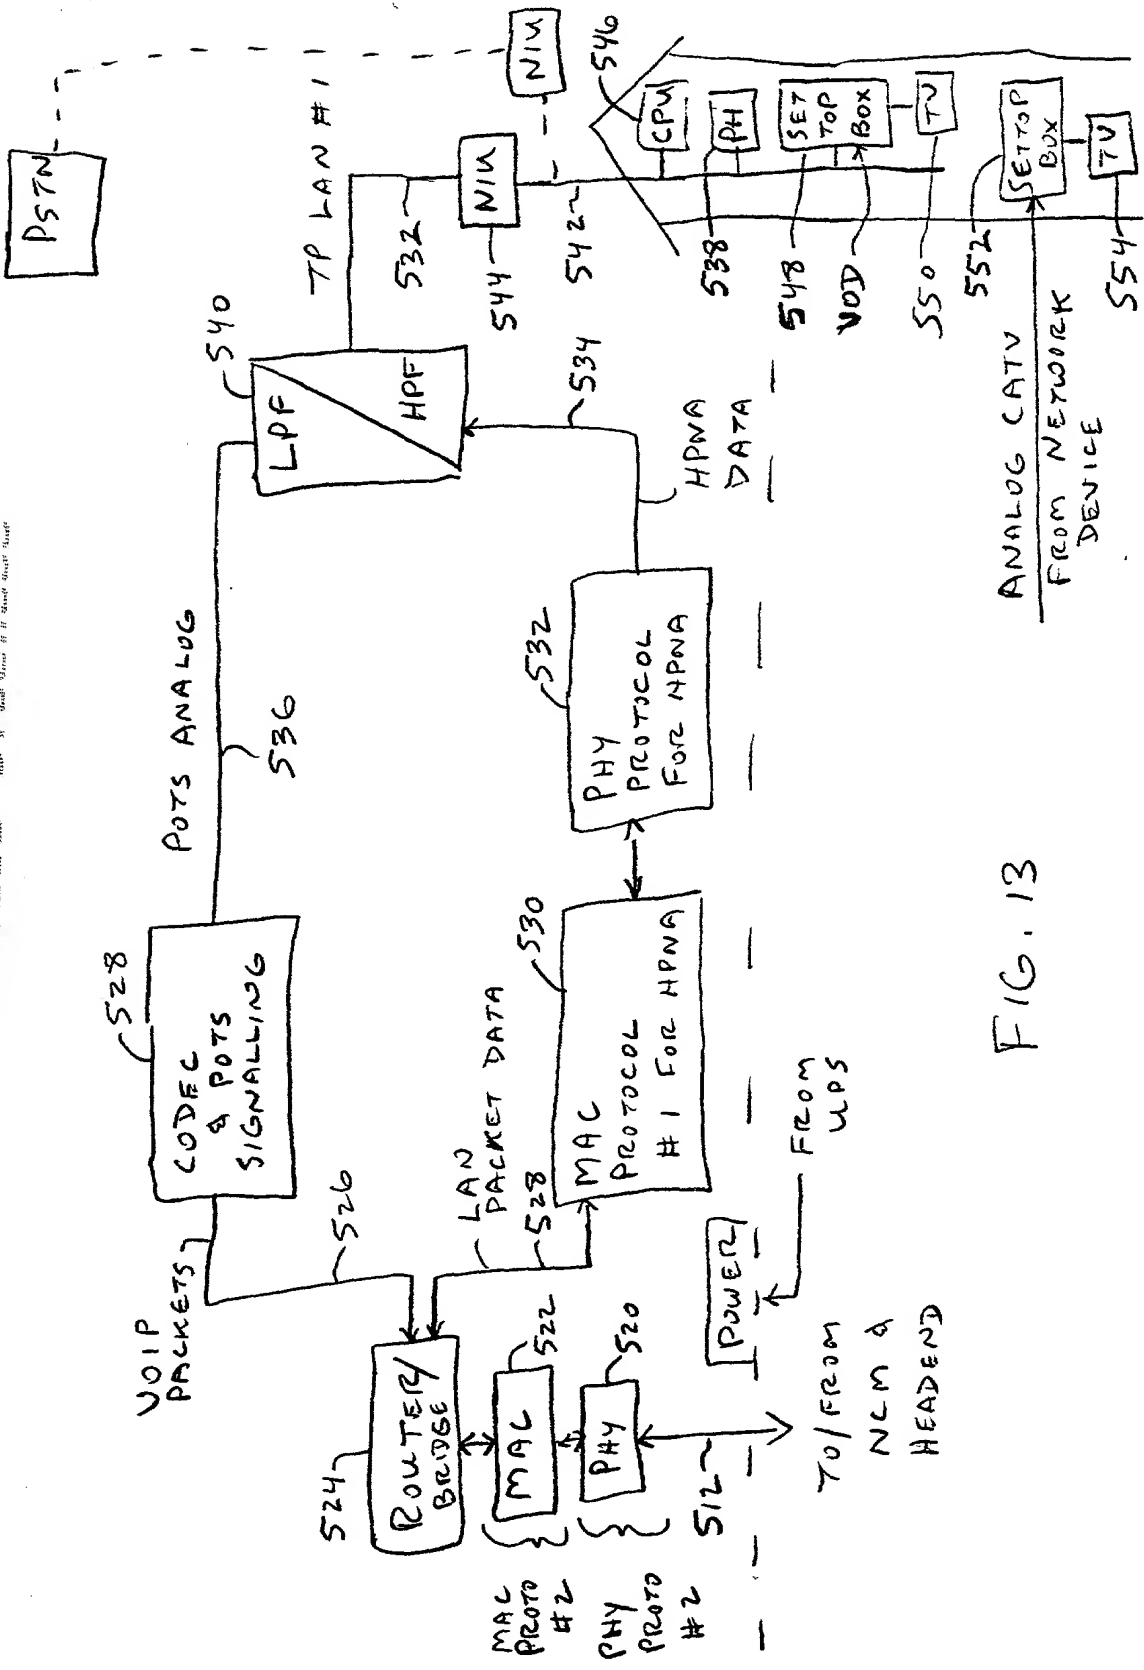 PSTN
NIU
TP LAN #1
532
NIU
544
542
546
CPU
PH
538
SET
TOP
BOX
548
VOD
TV
550
SETTOP
BOX
552
TV
554
ANALOG CATV
FROM NETWORK
DEVICE
540
LPF
HPF
534
HPNA
DATA
POTS ANALOG
536
532
PHY
PROTOCOL
FOR HPNA
528
CODEC
& POTS
SIGNALLING
530
MAC
PROTOCOL
#1 FOR HPNA
VOIP
PACKETS
526
LAN
PACKET DATA
528
524
ROUTER/
BRIDGE
522
MAC
520
PHY
MAC
PROTO
#2
PHY
PROTO
#2
512
POWER
FROM
UPS
TO/FROM
NCM &
HEADEND
FIG. 13